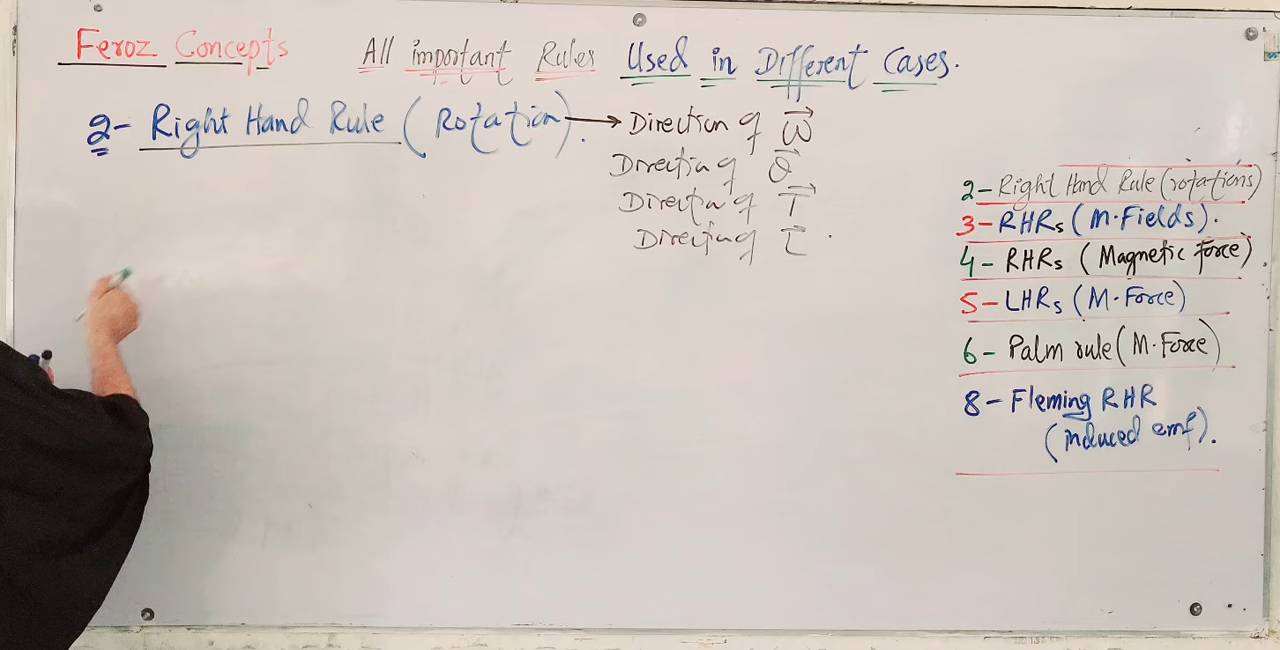 Feroz Concepts All important Rules Used in Different Cases.
2- Right Hand Rule (Rotation). → Direction of ω⃗
Direction of θ⃗
Direction of τ⃗
Direction of L⃗.
2- Right Hand Rule (rotations)
3- RHRs (M.Fields).
4- RHRs (Magnetic force).
5- LHRs (M.Force)
6- Palm rule (M.Force)
8- Fleming RHR
(induced emf).